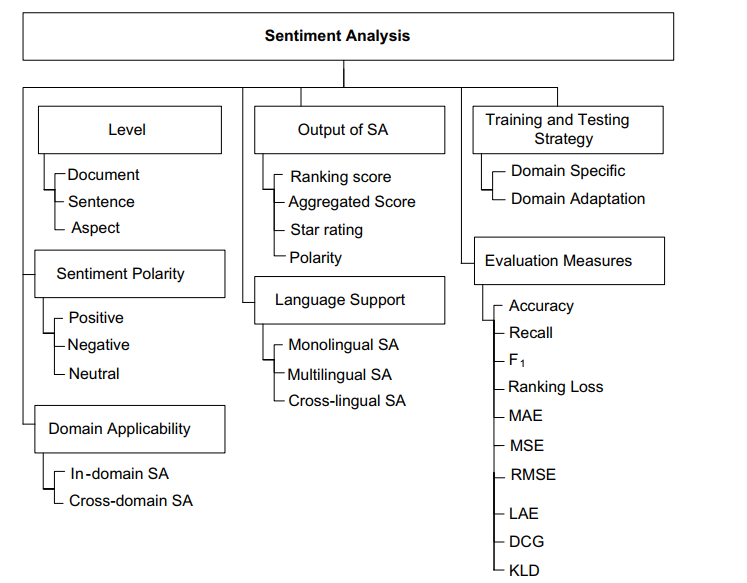 Sentiment Analysis
Level
Document
Sentence
Aspect
Sentiment Polarity
Positive
Negative
Neutral
Domain Applicability
In-domain SA
Cross-domain SA
Output of SA
Ranking score
Aggregated Score
Star rating
Polarity
Language Support
Monolingual SA
Multilingual SA
Cross-lingual SA
Training and Testing
Strategy
Domain Specific
Domain Adaptation
Evaluation Measures
Accuracy
Recall
F₁
Ranking Loss
MAE
MSE
RMSE
LAE
DCG
KLD